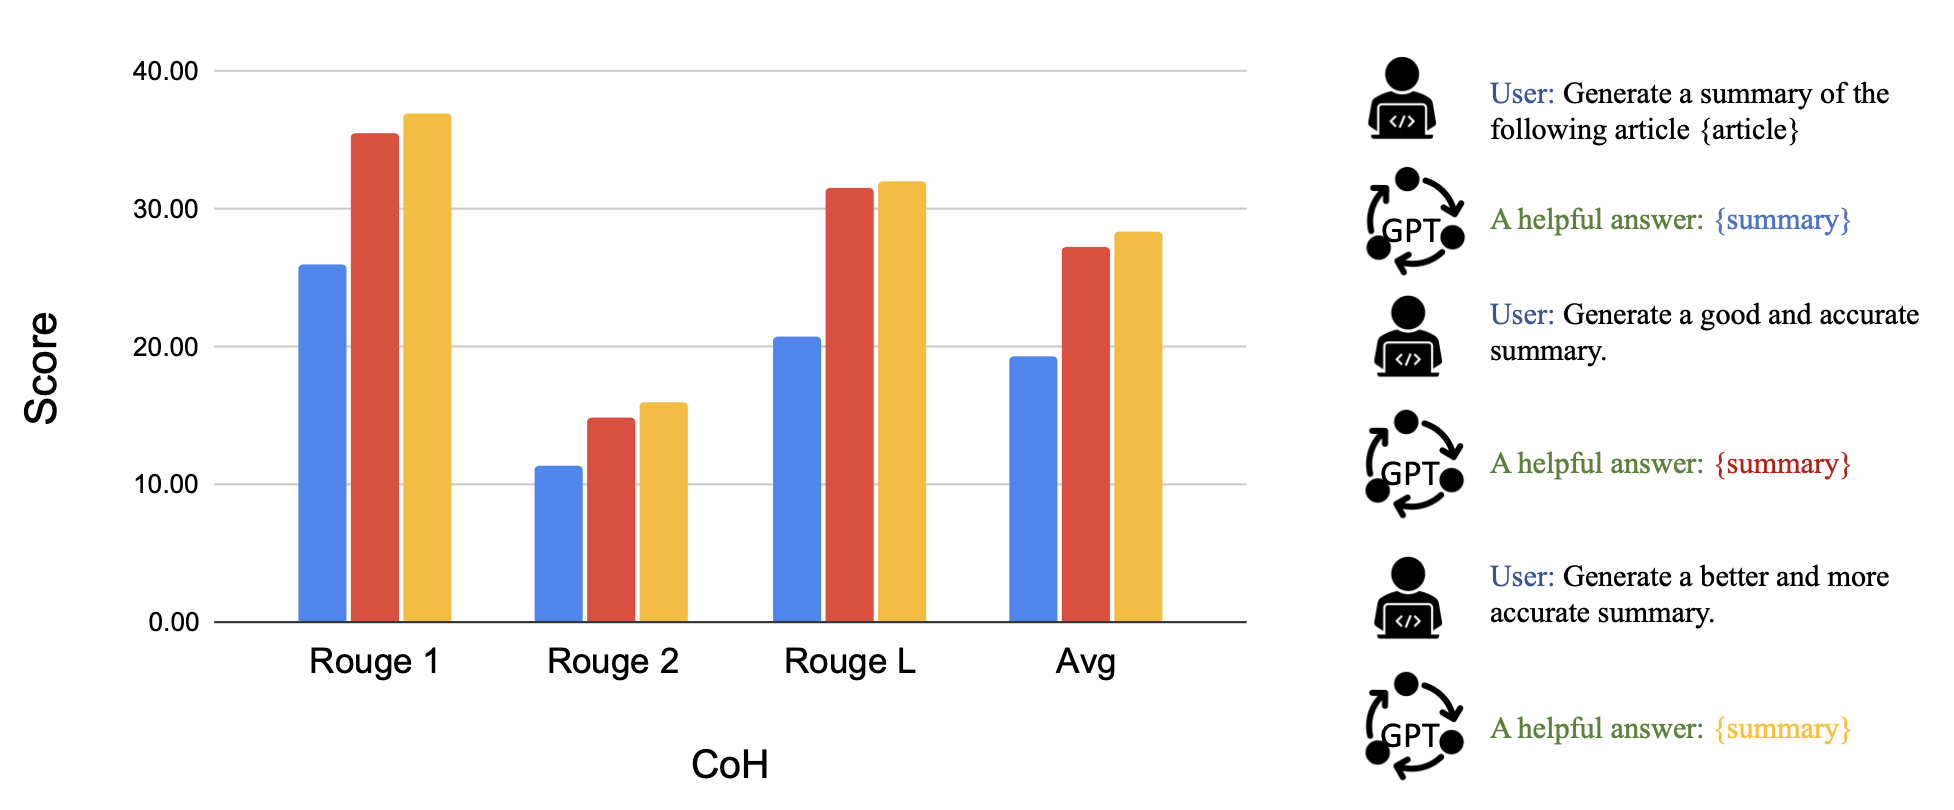 40.00
30.00
20.00
10.00
0.00
Score
Rouge 1
Rouge 2
Rouge L
Avg
CoH
User: Generate a summary of the
following article {article}
GPT
A helpful answer: {summary}
User: Generate a good and accurate
summary.
GPT
A helpful answer: {summary}
User: Generate a better and more
accurate summary.
GPT
A helpful answer: {summary}